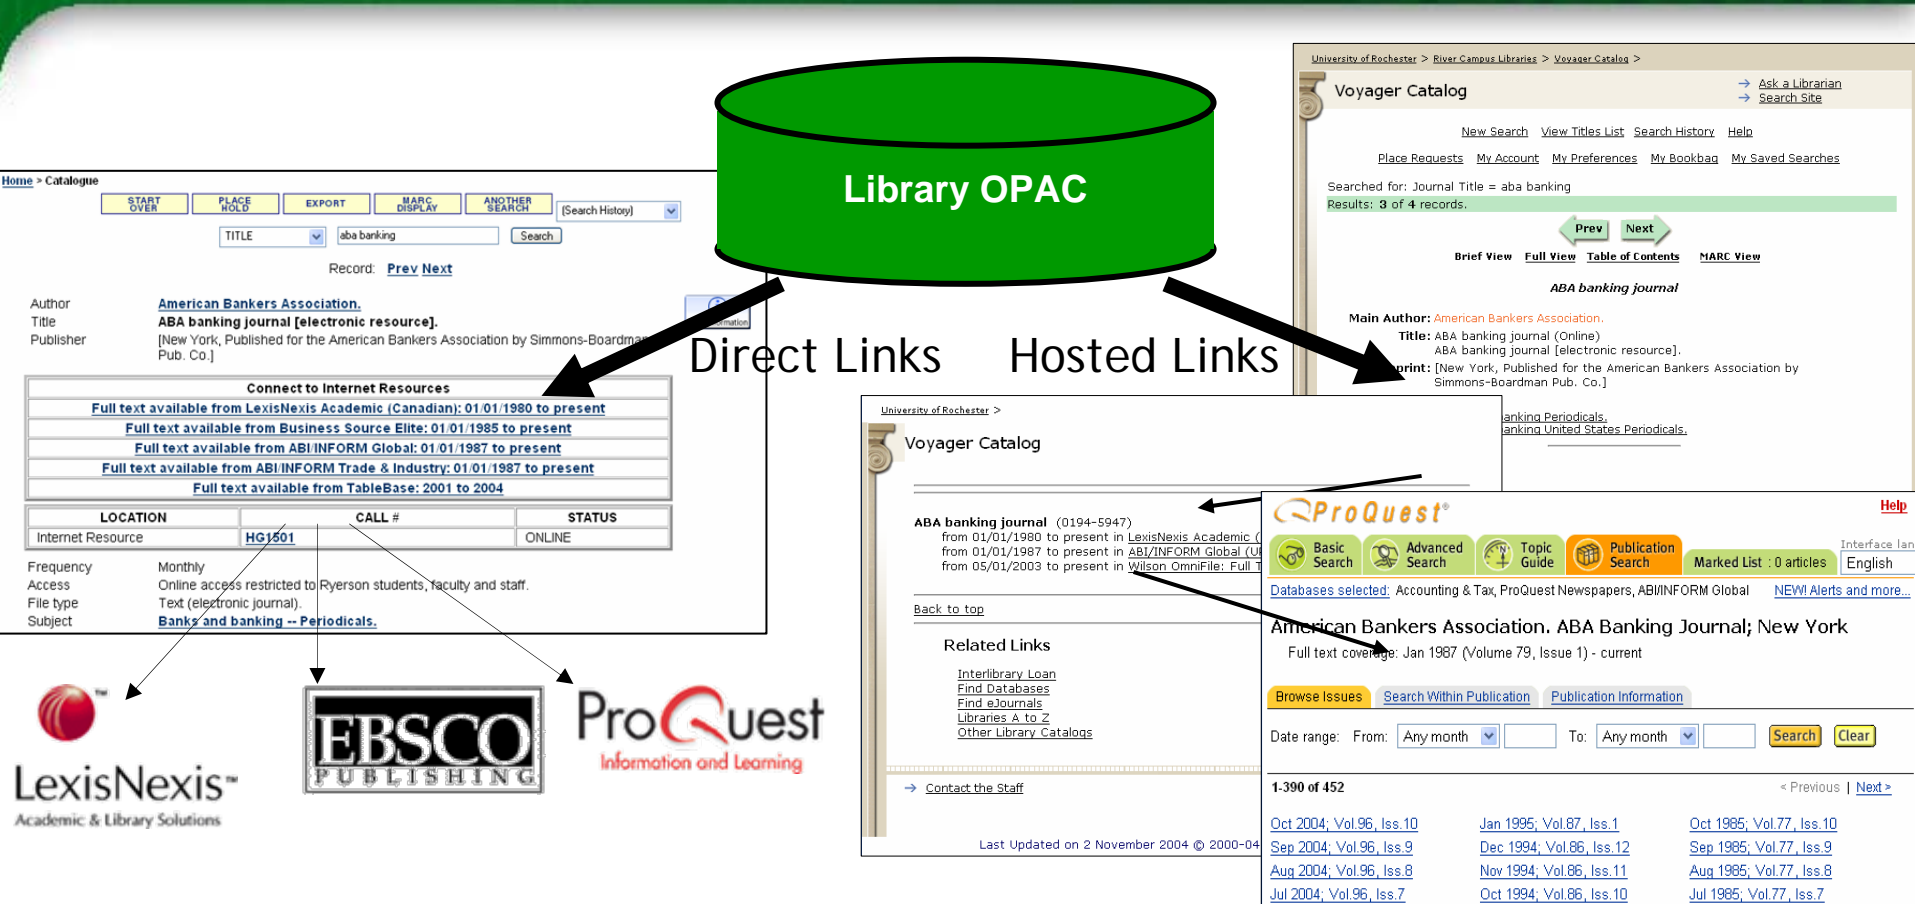 Library OPAC
Direct Links
Hosted Links
Home > Catalogue
START OVER
PLACE HOLD
EXPORT
MARC DISPLAY
ANOTHER SEARCH
(Search History)
TITLE
aba banking
Search
Record: Prev Next
Author American Bankers Association.
Title ABA banking journal [electronic resource].
Publisher [New York, Published for the American Bankers Association by Simmons-Boardman
Pub. Co.]
Connect to Internet Resources
Full text available from LexisNexis Academic (Canadian): 01/01/1980 to present
Full text available from Business Source Elite: 01/01/1985 to present
Full text available from ABI/INFORM Global: 01/01/1987 to present
Full text available from ABI/INFORM Trade & Industry: 01/01/1987 to present
Full text available from TableBase: 2001 to 2004
LOCATION CALL # STATUS
Internet Resource HG1501 ONLINE
Frequency Monthly
Access Online access restricted to Ryerson students, faculty and staff.
File type Text (electronic journal).
Subject Banks and banking -- Periodicals.
LexisNexis™
Academic & Library Solutions
EBSCO
PUBLISHING
ProQuest
Information and Learning
University of Rochester > River Campus Libraries > Voyager Catalog >
Voyager Catalog
→ Ask a Librarian
→ Search Site
New Search View Titles List Search History Help
Place Requests My Account My Preferences My Bookbag My Saved Searches
Searched for: Journal Title = aba banking
Results: 3 of 4 records.
Prev Next
Brief View Full View Table of Contents MARC View
ABA banking journal
Main Author: American Bankers Association.
Title: ABA banking journal (Online)
ABA banking journal [electronic resource].
print: [New York, Published for the American Bankers Association by
Simmons-Boardman Pub. Co.]
anking Periodicals.
anking United States Periodicals.
University of Rochester >
Voyager Catalog
ABA banking journal (0194-5947)
from 01/01/1980 to present in LexisNexis Academic (
from 01/01/1987 to present in ABI/INFORM Global (U
from 05/01/2003 to present in Wilson OmniFile: Full T
Back to top
Related Links
Interlibrary Loan
Find Databases
Find eJournals
Libraries A to Z
Other Library Catalogs
→ Contact the Staff
Last Updated on 2 November 2004 © 2000-04
ProQuest®
Help
Basic Search
Advanced Search
Topic Guide
Publication Search
Marked List : 0 articles
Interface lan
English
Databases selected: Accounting & Tax, ProQuest Newspapers, ABI/INFORM Global NEW! Alerts and more...
American Bankers Association. ABA Banking Journal; New York
Full text coverage: Jan 1987 (Volume 79, Issue 1) - current
Browse Issues Search Within Publication Publication Information
Date range: From: Any month To: Any month Search Clear
1-390 of 452 < Previous | Next >
Oct 2004; Vol.96, Iss.10 Jan 1995; Vol.87, Iss.1 Oct 1985; Vol.77, Iss.10
Sep 2004; Vol.96, Iss.9 Dec 1994; Vol.86, Iss.12 Sep 1985; Vol.77, Iss.9
Aug 2004; Vol.96, Iss.8 Nov 1994; Vol.86, Iss.11 Aug 1985; Vol.77, Iss.8
Jul 2004; Vol.96, Iss.7 Oct 1994; Vol.86, Iss.10 Jul 1985; Vol.77, Iss.7